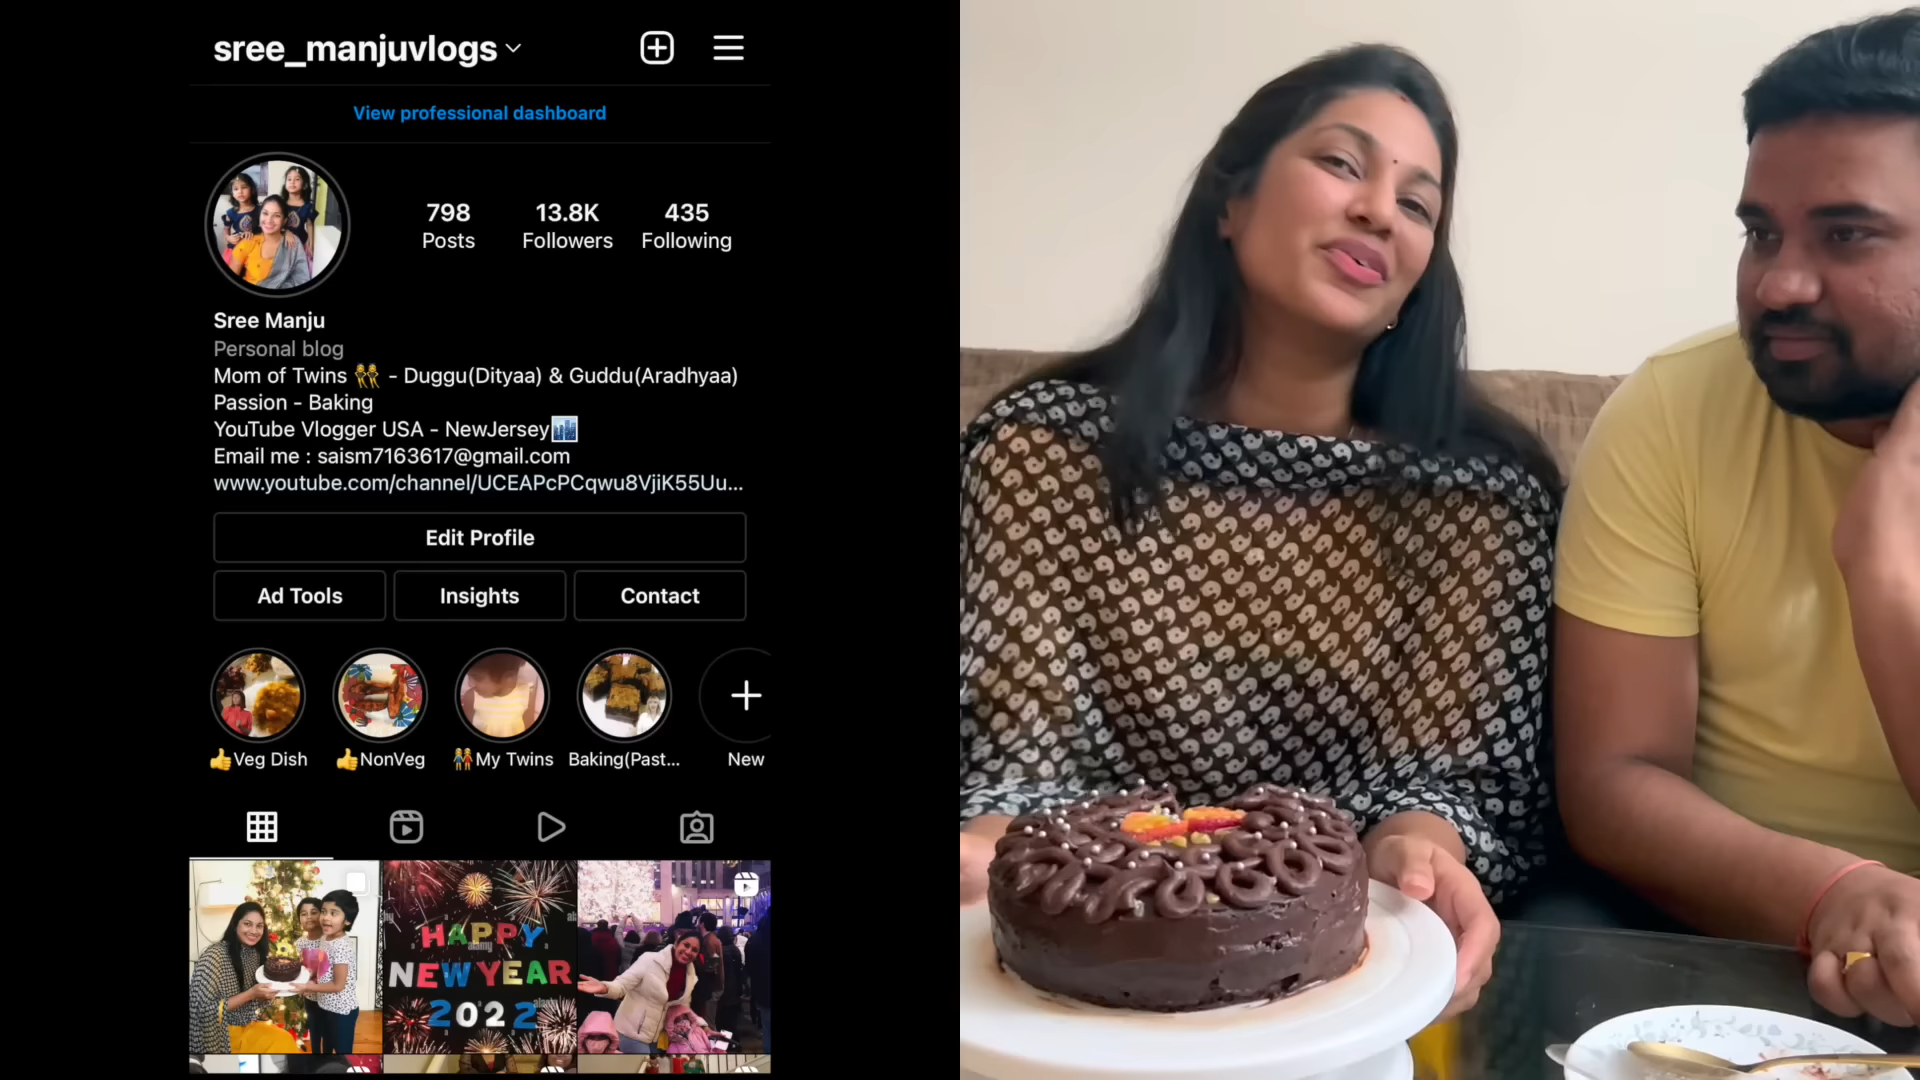 sree_manjuvlogs
View professional dashboard
798 13.8K 435
Posts Followers Following
Sree Manju
Personal blog
Mom of Twins 👯 - Duggu(Dityaa) & Guddu(Aradhyaa)
Passion - Baking
YouTube Vlogger USA - NewJersey🏙️
Email me : saism7163617@gmail.com
www.youtube.com/channel/UCEAPcPCqwu8VjiK55Uu...
Edit Profile
Ad Tools Insights Contact
👍Veg Dish 👍NonVeg 👭My Twins Baking(Past... New
HAPPY
NEW YEAR
2022